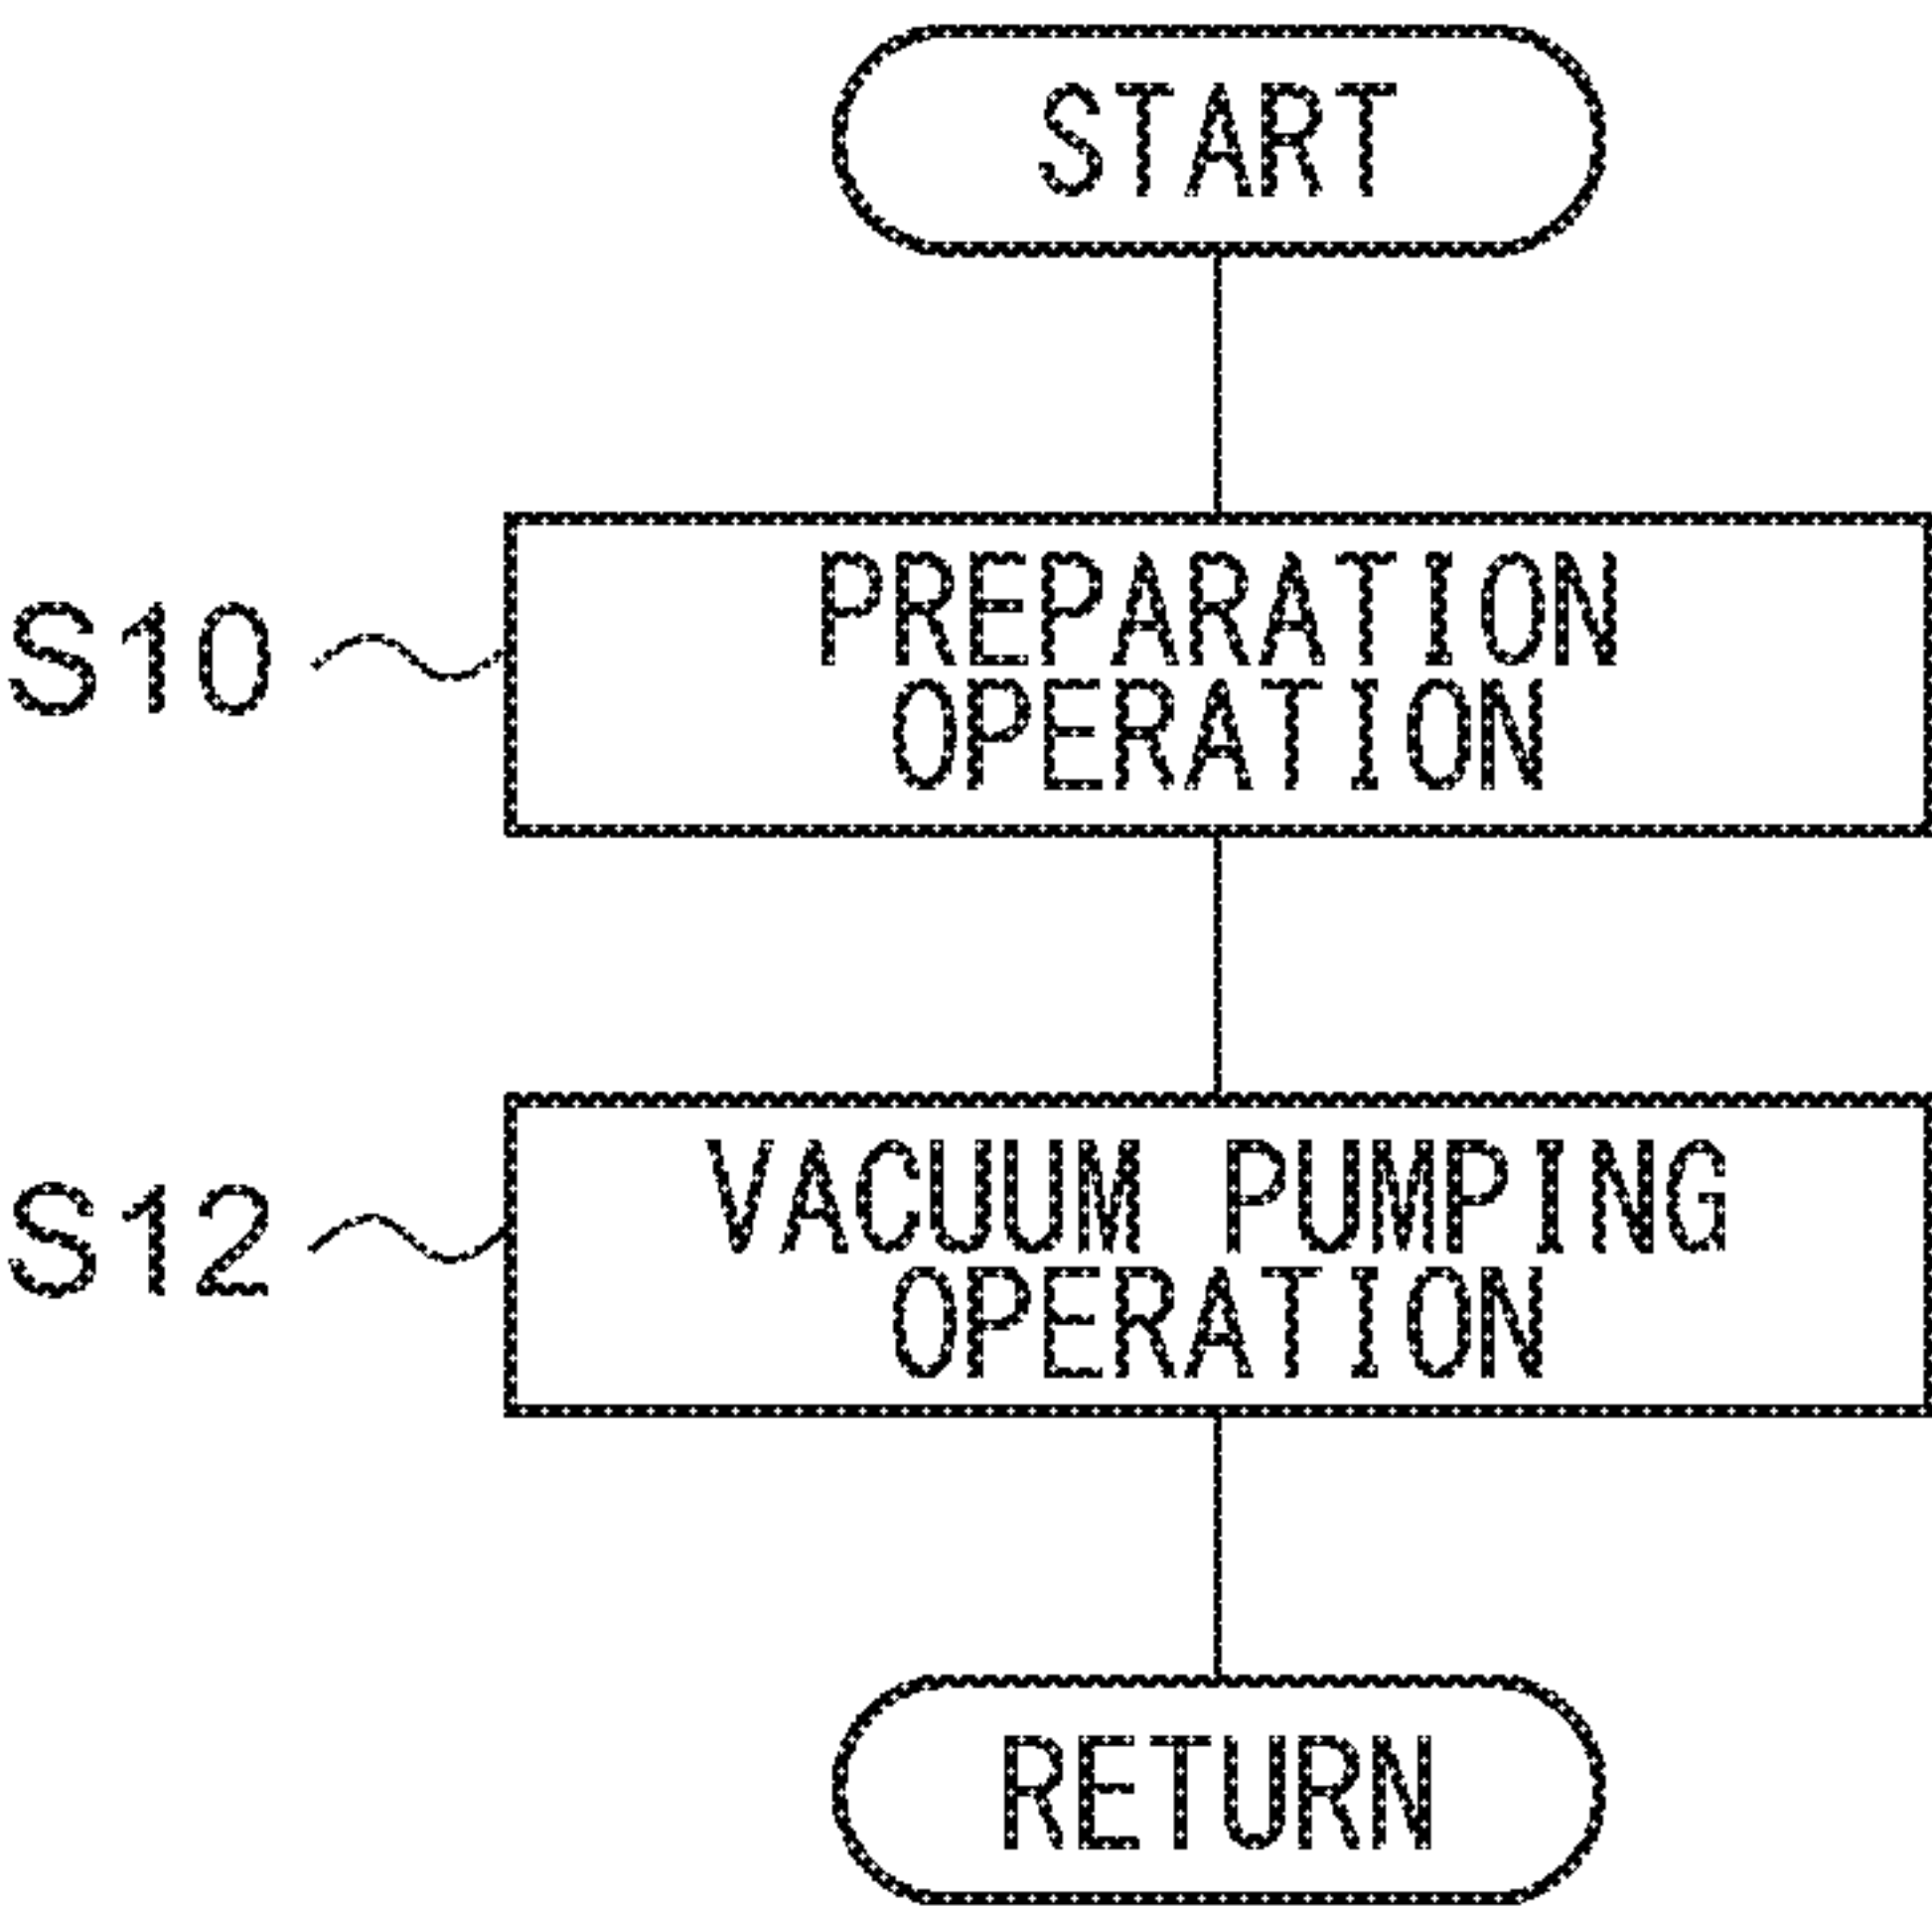 START
S10
PREPARATION
OPERATION
S12
VACUUM PUMPING
OPERATION
RETURN